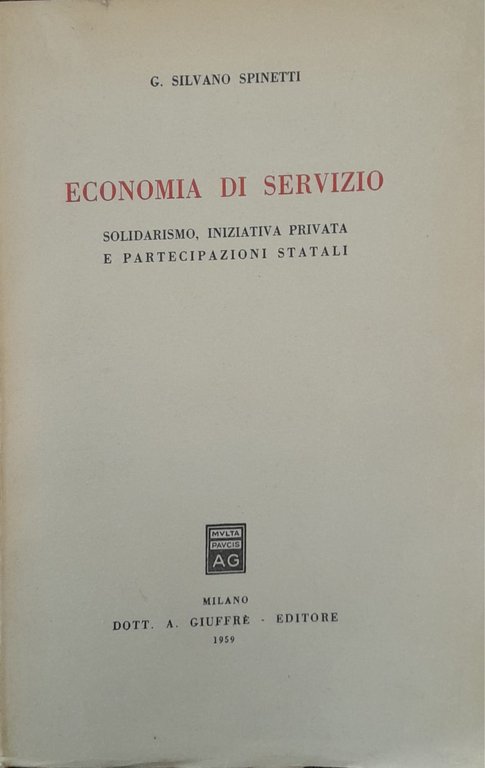 G. SILVANO SPINETTI
ECONOMIA DI SERVIZIO
SOLIDARISMO, INIZIATIVA PRIVATA
E PARTECIPAZIONI STATALI
MVLTA
PAVCIS
AG
MILANO
DOTT. A. GIUFFRÈ - EDITORE
1959